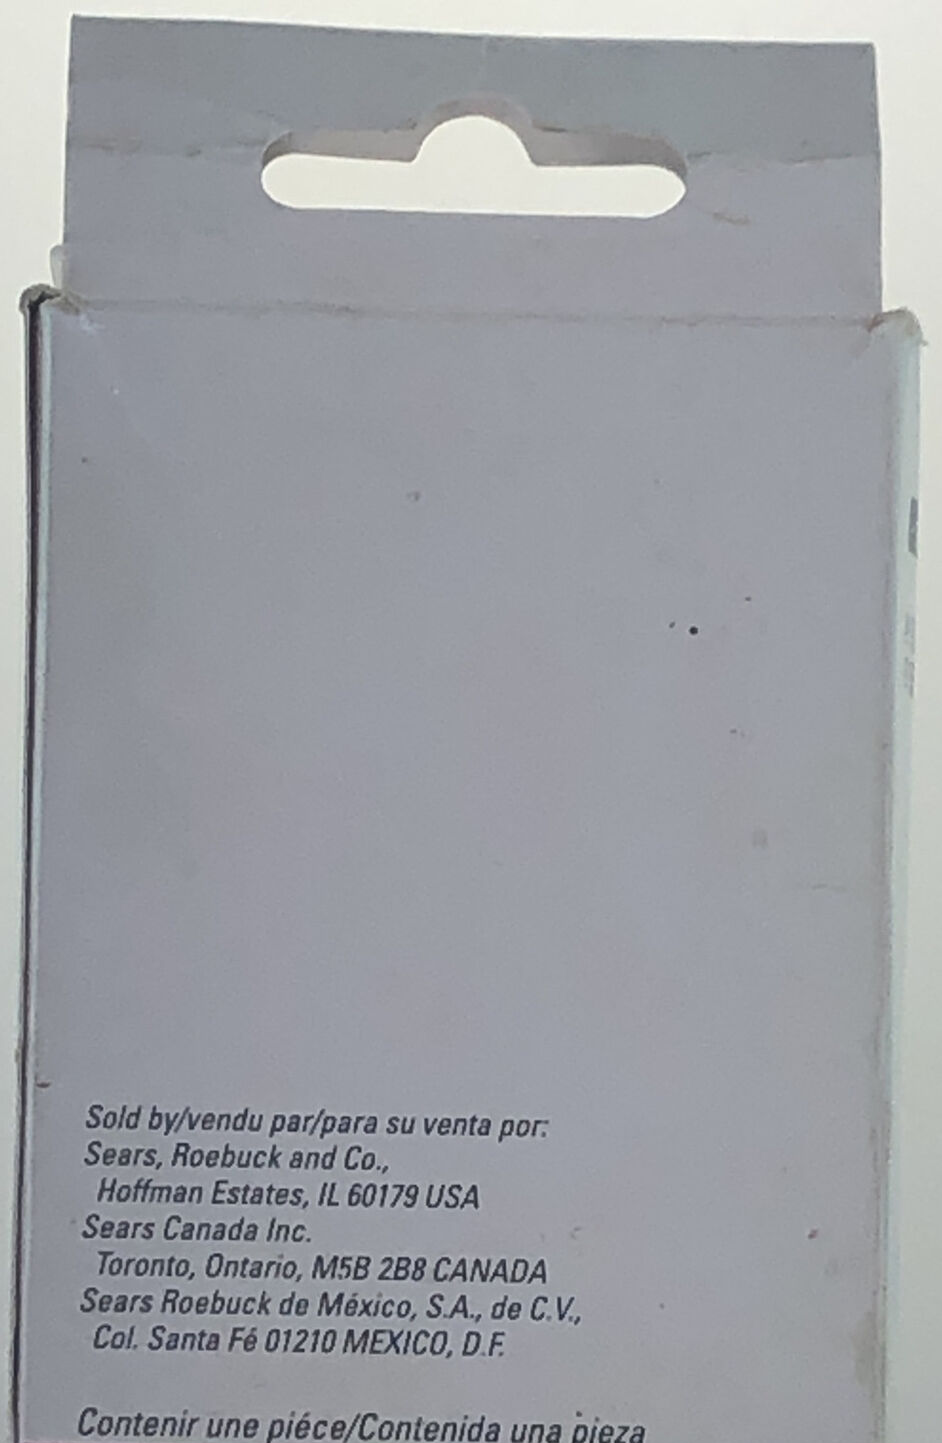 Sold by/vendu par/para su venta por:
Sears, Roebuck and Co.,
Hoffman Estates, IL 60179 USA
Sears Canada Inc.
Toronto, Ontario, M5B 2B8 CANADA
Sears Roebuck de México, S.A., de C.V.,
Col. Santa Fé 01210 MEXICO, D.F.
Contenir une piéce/Contenida una pieza